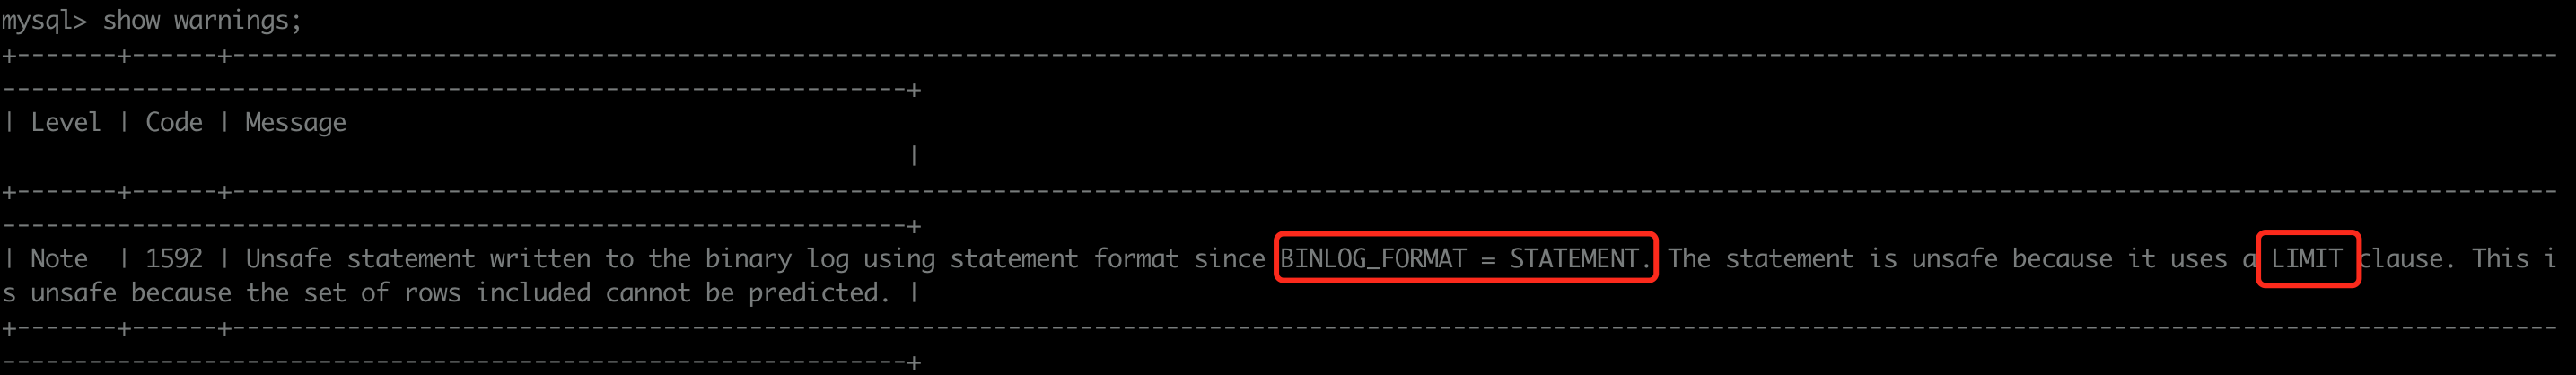 mysql> show warnings;
+-------+------+------------------------------------------------------------------------------------------------------------------------------------------------------------------
---------------------------------------------------------------+
| Level | Code | Message
|
+-------+------+------------------------------------------------------------------------------------------------------------------------------------------------------------------
---------------------------------------------------------------+
| Note  | 1592 | Unsafe statement written to the binary log using statement format since BINLOG_FORMAT = STATEMENT. The statement is unsafe because it uses a LIMIT clause. This i
s unsafe because the set of rows included cannot be predicted. |
+-------+------+------------------------------------------------------------------------------------------------------------------------------------------------------------------
---------------------------------------------------------------+